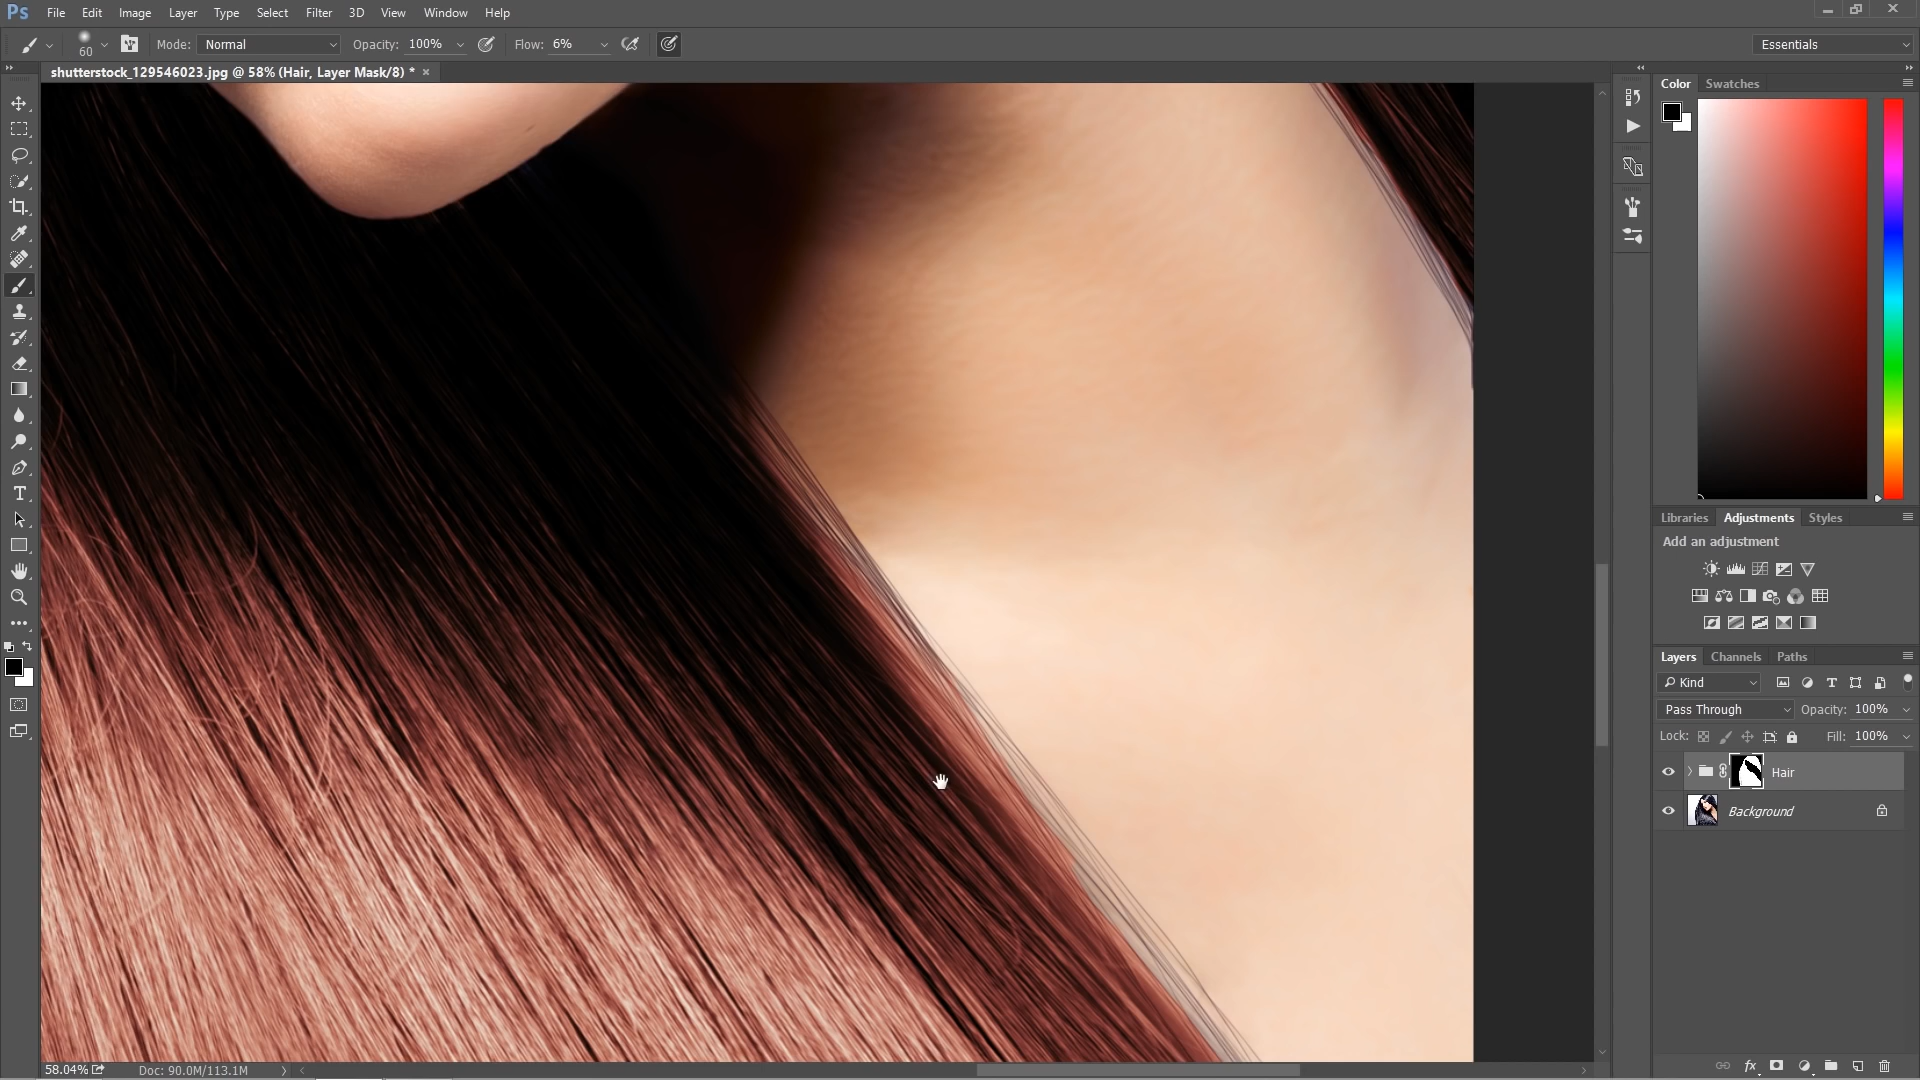 Ps File Edit Image Layer Type Select Filter 3D View Window Help
60 Mode: Normal Opacity: 100% Flow: 6% Essentials
shutterstock_129546023.jpg @ 58% (Hair, Layer Mask/8) * ×
Color Swatches
Libraries Adjustments Styles
Add an adjustment
Layers Channels Paths
Kind T
Pass Through Opacity: 100%
Lock: Fill: 100%
Hair
Background
fx
58.04% Doc: 90.0M/113.1M